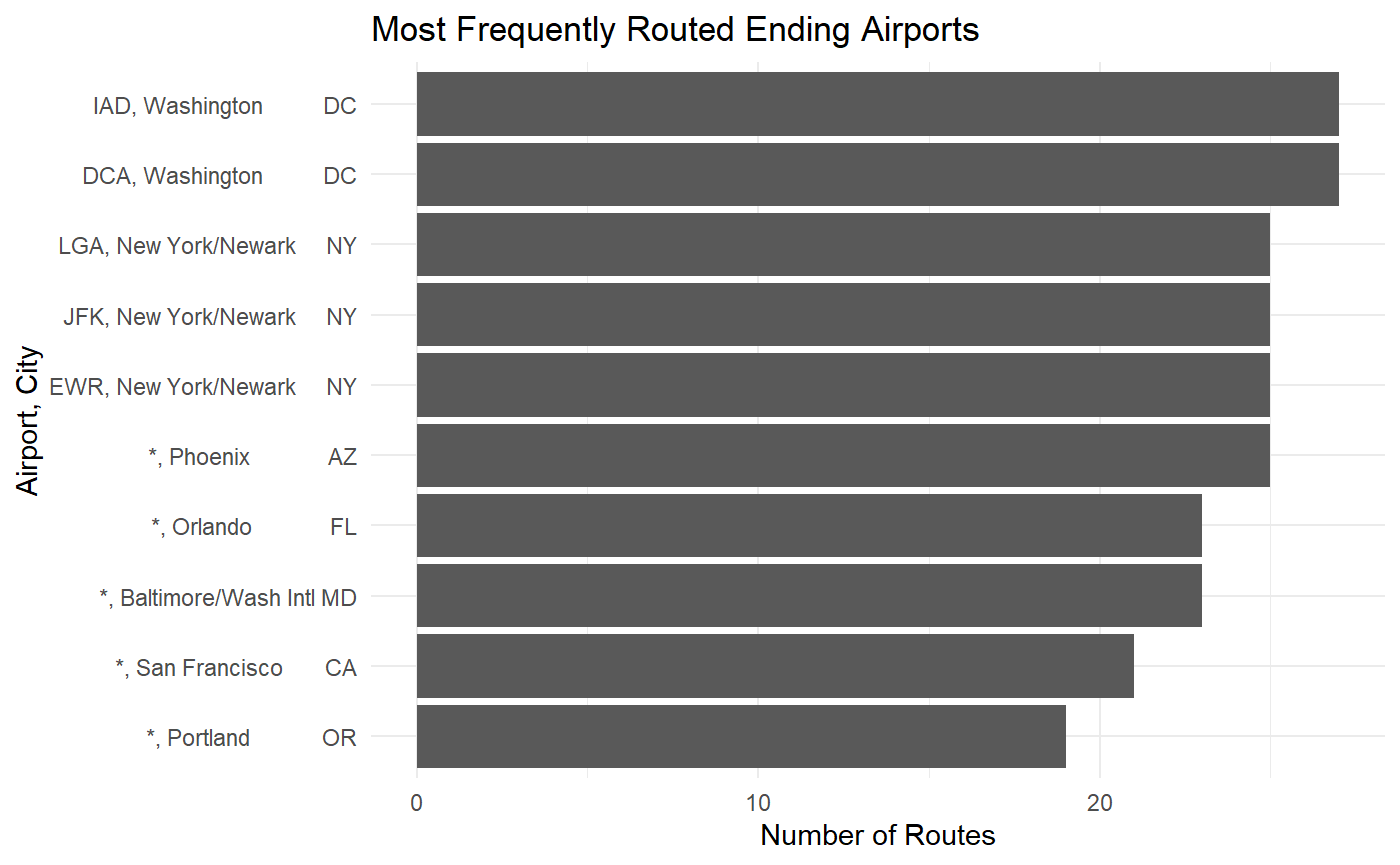 Most Frequently Routed Ending Airports
IAD, Washington DC
DCA, Washington DC
LGA, New York/Newark NY
JFK, New York/Newark NY
EWR, New York/Newark NY
*, Phoenix AZ
*, Orlando FL
*, Baltimore/Wash Intl MD
*, San Francisco CA
*, Portland OR
Airport, City
0 10 20
Number of Routes